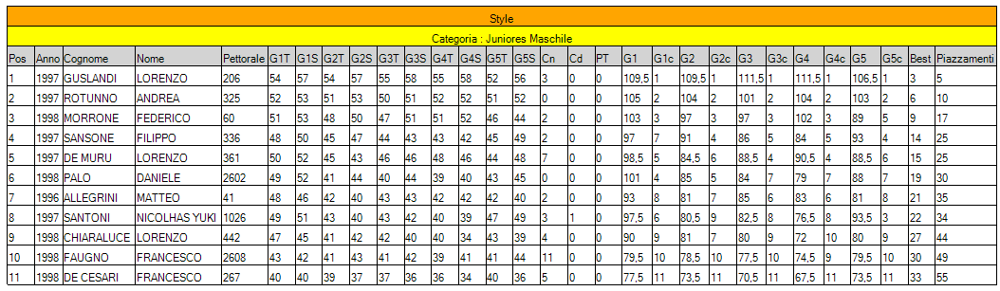 Style
Categoria : Juniores Maschile
Pos Anno Cognome Nome Pettorale G1T G1S G2T G2S G3T G3S G4T G4S G5T G5S Cn Cd PT G1 G1c G2 G2c G3 G3c G4 G4c G5 G5c Best Piazzamenti
1 1997 GUSLANDI LORENZO 206 54 57 54 57 55 58 55 58 52 56 3 0 0 109,5 1 109,5 1 111,5 1 111,5 1 106,5 1 3 5
2 1997 ROTUNNO ANDREA 325 52 53 51 53 50 51 52 52 51 52 0 0 0 105 2 104 2 101 2 104 2 103 2 6 10
3 1998 MORRONE FEDERICO 60 51 53 48 50 47 51 51 52 46 44 2 0 0 103 3 97 3 97 3 102 3 89 5 9 17
4 1997 SANSONE FILIPPO 336 48 50 45 47 44 43 43 42 45 49 2 0 0 97 7 91 4 86 5 84 5 93 4 14 25
5 1997 DE MURU LORENZO 361 50 52 45 43 46 46 48 46 44 48 7 0 0 98,5 5 84,5 6 88,5 4 90,5 4 88,5 6 15 25
6 1998 PALO DANIELE 2602 49 52 41 44 40 44 39 40 43 45 0 0 0 101 4 85 5 84 7 79 7 88 7 19 30
7 1996 ALLEGRINI MATTEO 41 48 46 42 40 43 43 42 42 42 40 2 0 0 93 8 81 7 85 6 83 6 81 8 21 35
8 1997 SANTONI NICOLHAS YUKI 1026 49 51 43 40 43 42 40 39 47 49 3 1 0 97,5 6 80,5 9 82,5 8 76,5 8 93,5 3 22 34
9 1998 CHIARALUCE LORENZO 442 47 45 41 42 42 40 40 34 43 39 4 0 0 90 9 81 7 80 9 72 10 80 9 27 44
10 1998 FAUGNO FRANCESCO 2608 43 42 41 43 41 42 39 41 41 44 11 0 0 79,5 10 78,5 10 77,5 10 74,5 9 79,5 10 30 49
11 1998 DE CESARI FRANCESCO 267 40 40 39 37 37 36 36 34 40 36 5 0 0 77,5 11 73,5 11 70,5 11 67,5 11 73,5 11 33 55